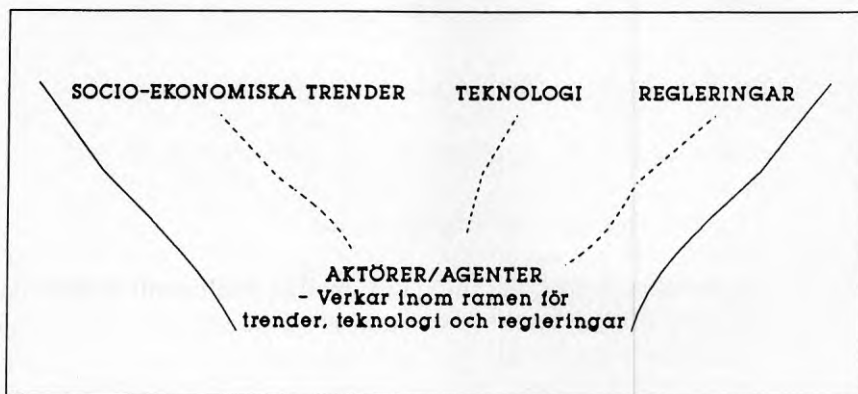 SOCIO-EKONOMISKA TRENDER TEKNOLOGI REGLERINGAR
AKTÖRER/AGENTER
- Verkar inom ramen för
trender, teknologi och regleringar